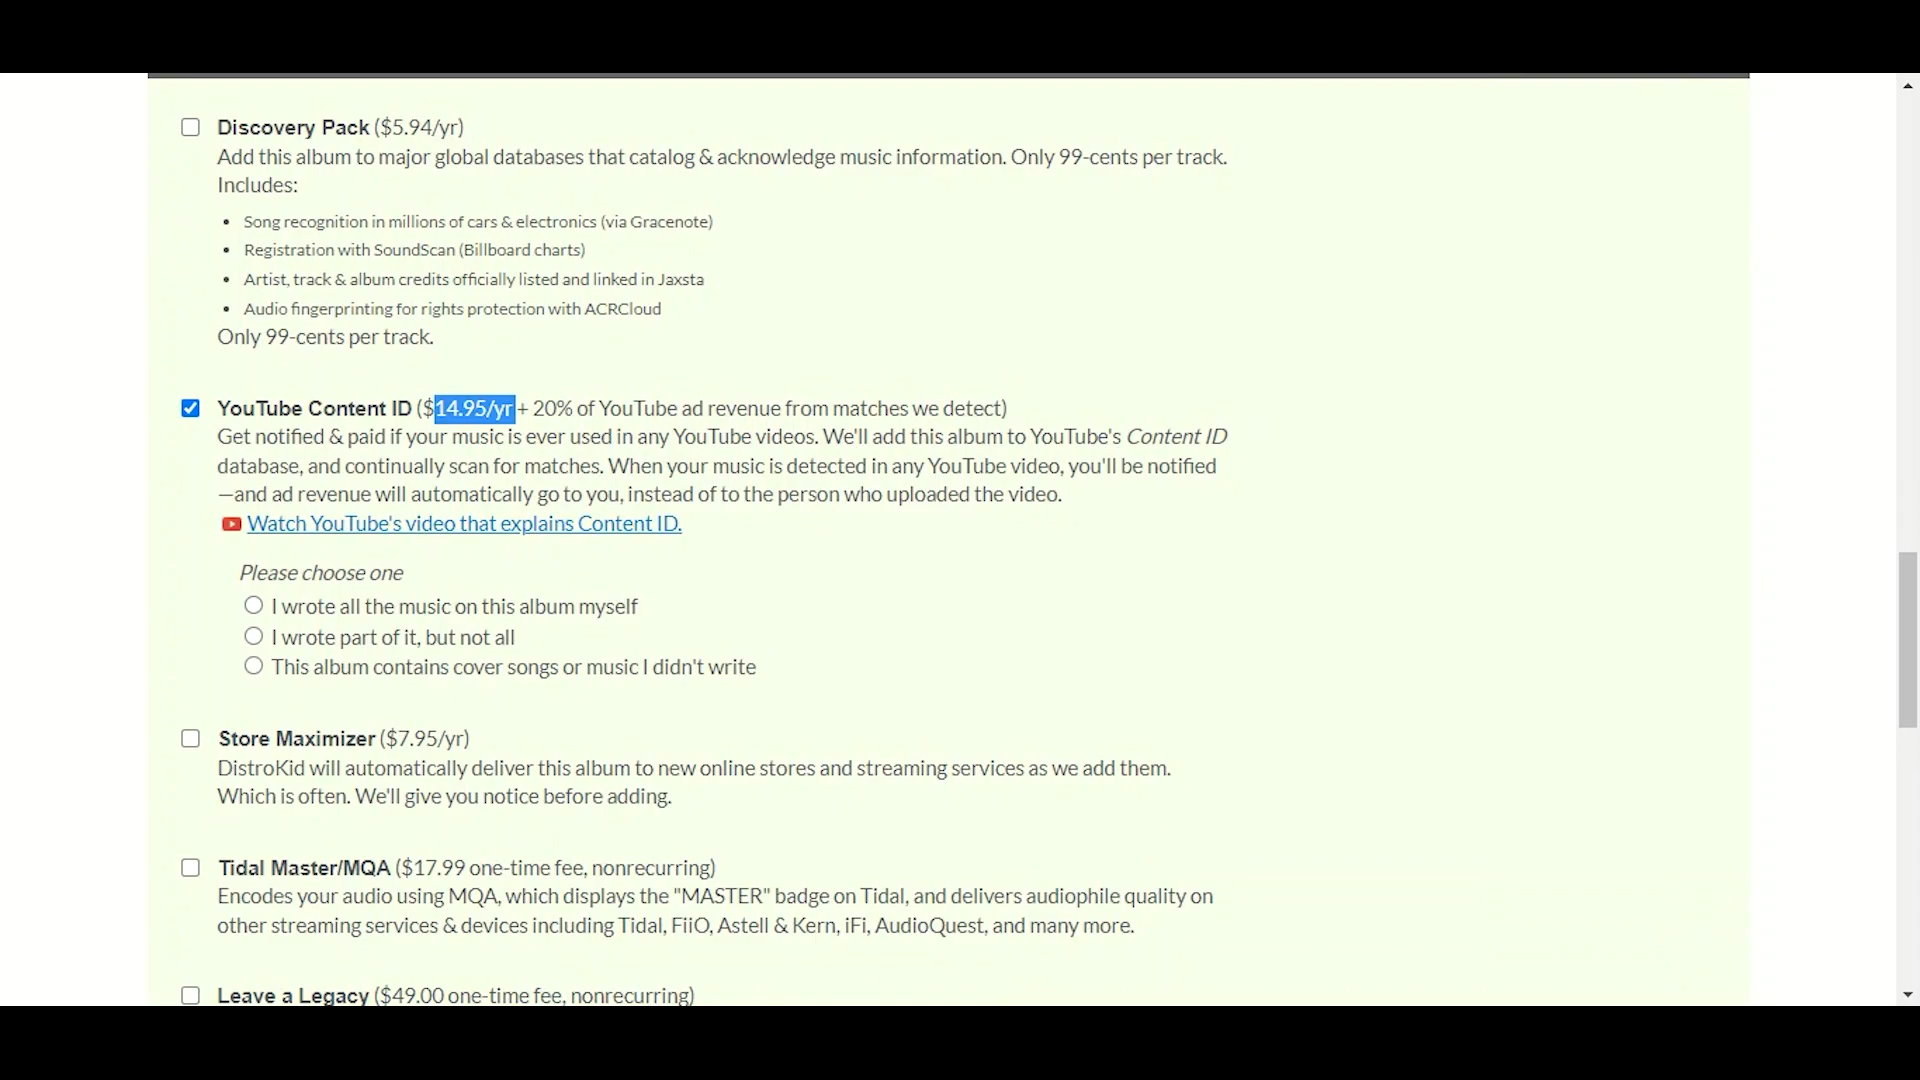 Discovery Pack ($5.94/yr)
Add this album to major global databases that catalog & acknowledge music information. Only 99-cents per track.
Includes:
• Song recognition in millions of cars & electronics (via Gracenote)
• Registration with SoundScan (Billboard charts)
• Artist, track & album credits officially listed and linked in Jaxsta
• Audio fingerprinting for rights protection with ACRCloud
Only 99-cents per track.
YouTube Content ID ($14.95/yr + 20% of YouTube ad revenue from matches we detect)
Get notified & paid if your music is ever used in any YouTube videos. We'll add this album to YouTube's Content ID
database, and continually scan for matches. When your music is detected in any YouTube video, you'll be notified
—and ad revenue will automatically go to you, instead of to the person who uploaded the video.
Watch YouTube's video that explains Content ID.
Please choose one
I wrote all the music on this album myself
I wrote part of it, but not all
This album contains cover songs or music I didn't write
Store Maximizer ($7.95/yr)
DistroKid will automatically deliver this album to new online stores and streaming services as we add them.
Which is often. We'll give you notice before adding.
Tidal Master/MQA ($17.99 one-time fee, nonrecurring)
Encodes your audio using MQA, which displays the "MASTER" badge on Tidal, and delivers audiophile quality on
other streaming services & devices including Tidal, FiiO, Astell & Kern, iFi, AudioQuest, and many more.
Leave a Legacy ($49.00 one-time fee, nonrecurring)